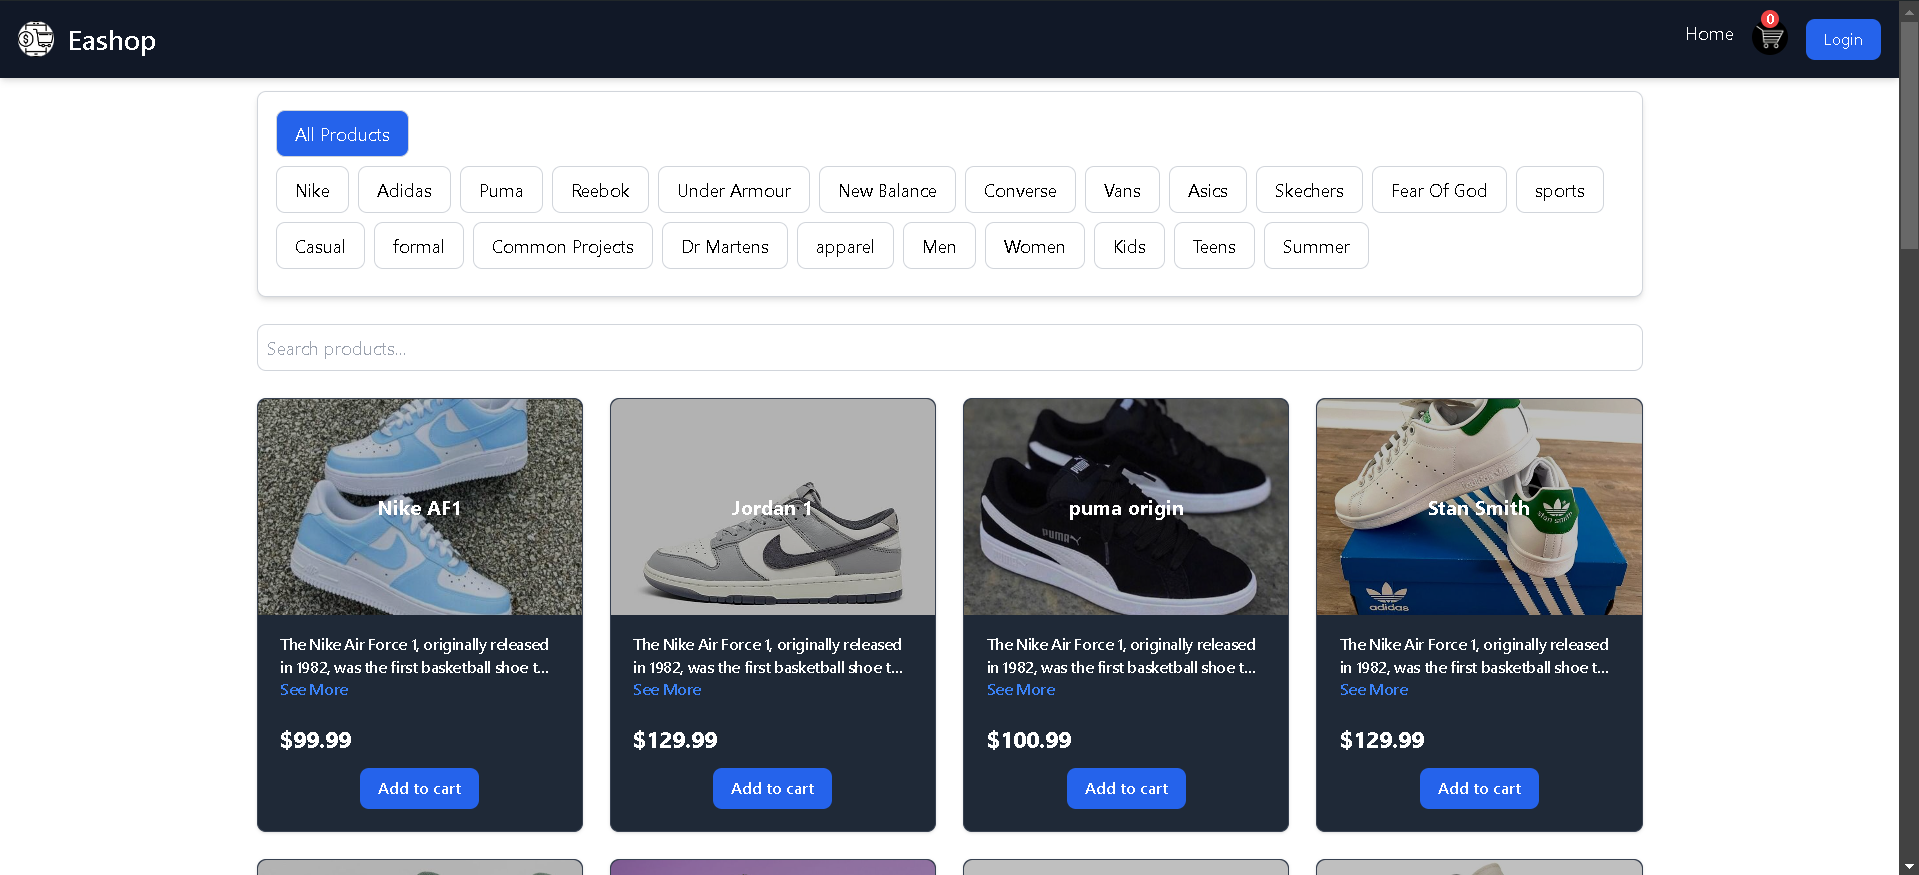 Eashop
Home
0
Login
All Products
Nike Adidas Puma Reebok Under Armour New Balance Converse Vans Asics Skechers Fear Of God sports
Casual formal Common Projects Dr Martens apparel Men Women Kids Teens Summer
Search products...
Nike AF1
The Nike Air Force 1, originally released
in 1982, was the first basketball shoe t...
See More
$99.99
Add to cart
Jordan 1
The Nike Air Force 1, originally released
in 1982, was the first basketball shoe t...
See More
$129.99
Add to cart
PUMA
PUMA
puma origin
The Nike Air Force 1, originally released
in 1982, was the first basketball shoe t...
See More
$100.99
Add to cart
Stan Smith
stan smith
adidas
The Nike Air Force 1, originally released
in 1982, was the first basketball shoe t...
See More
$129.99
Add to cart